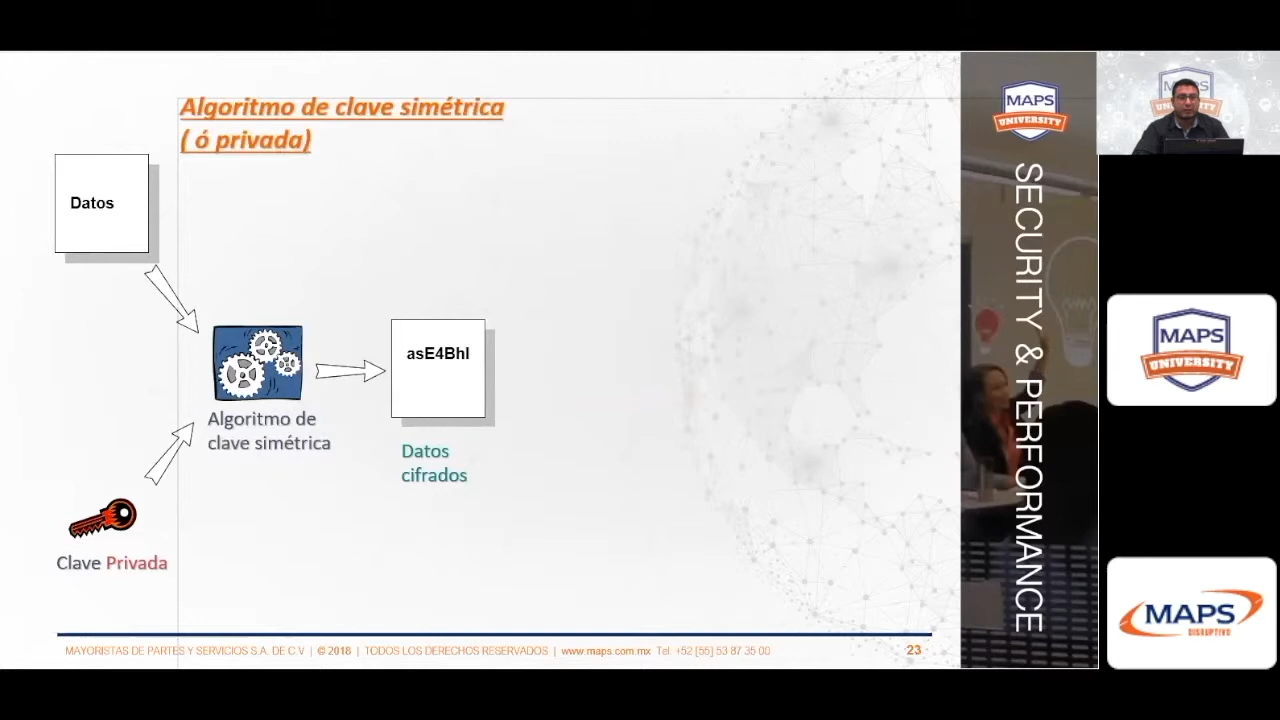 Algoritmo de clave simétrica
( ó privada)
Datos
asE4BhI
Algoritmo de
clave simétrica
Datos
cifrados
Clave Privada
MAYORISTAS DE PARTES Y SERVICIOS S.A. DE C.V. | @ 2018 | TODOS LOS DERECHOS RESERVADOS | www.maps.com.mx Tel. +52 [55] 53 87 35 00
23
MAPS
UNIVERSITY
SECURITY & PERFORMANCE
MAPS
UNIVERSITY
MAPS
DISRUPTIVO